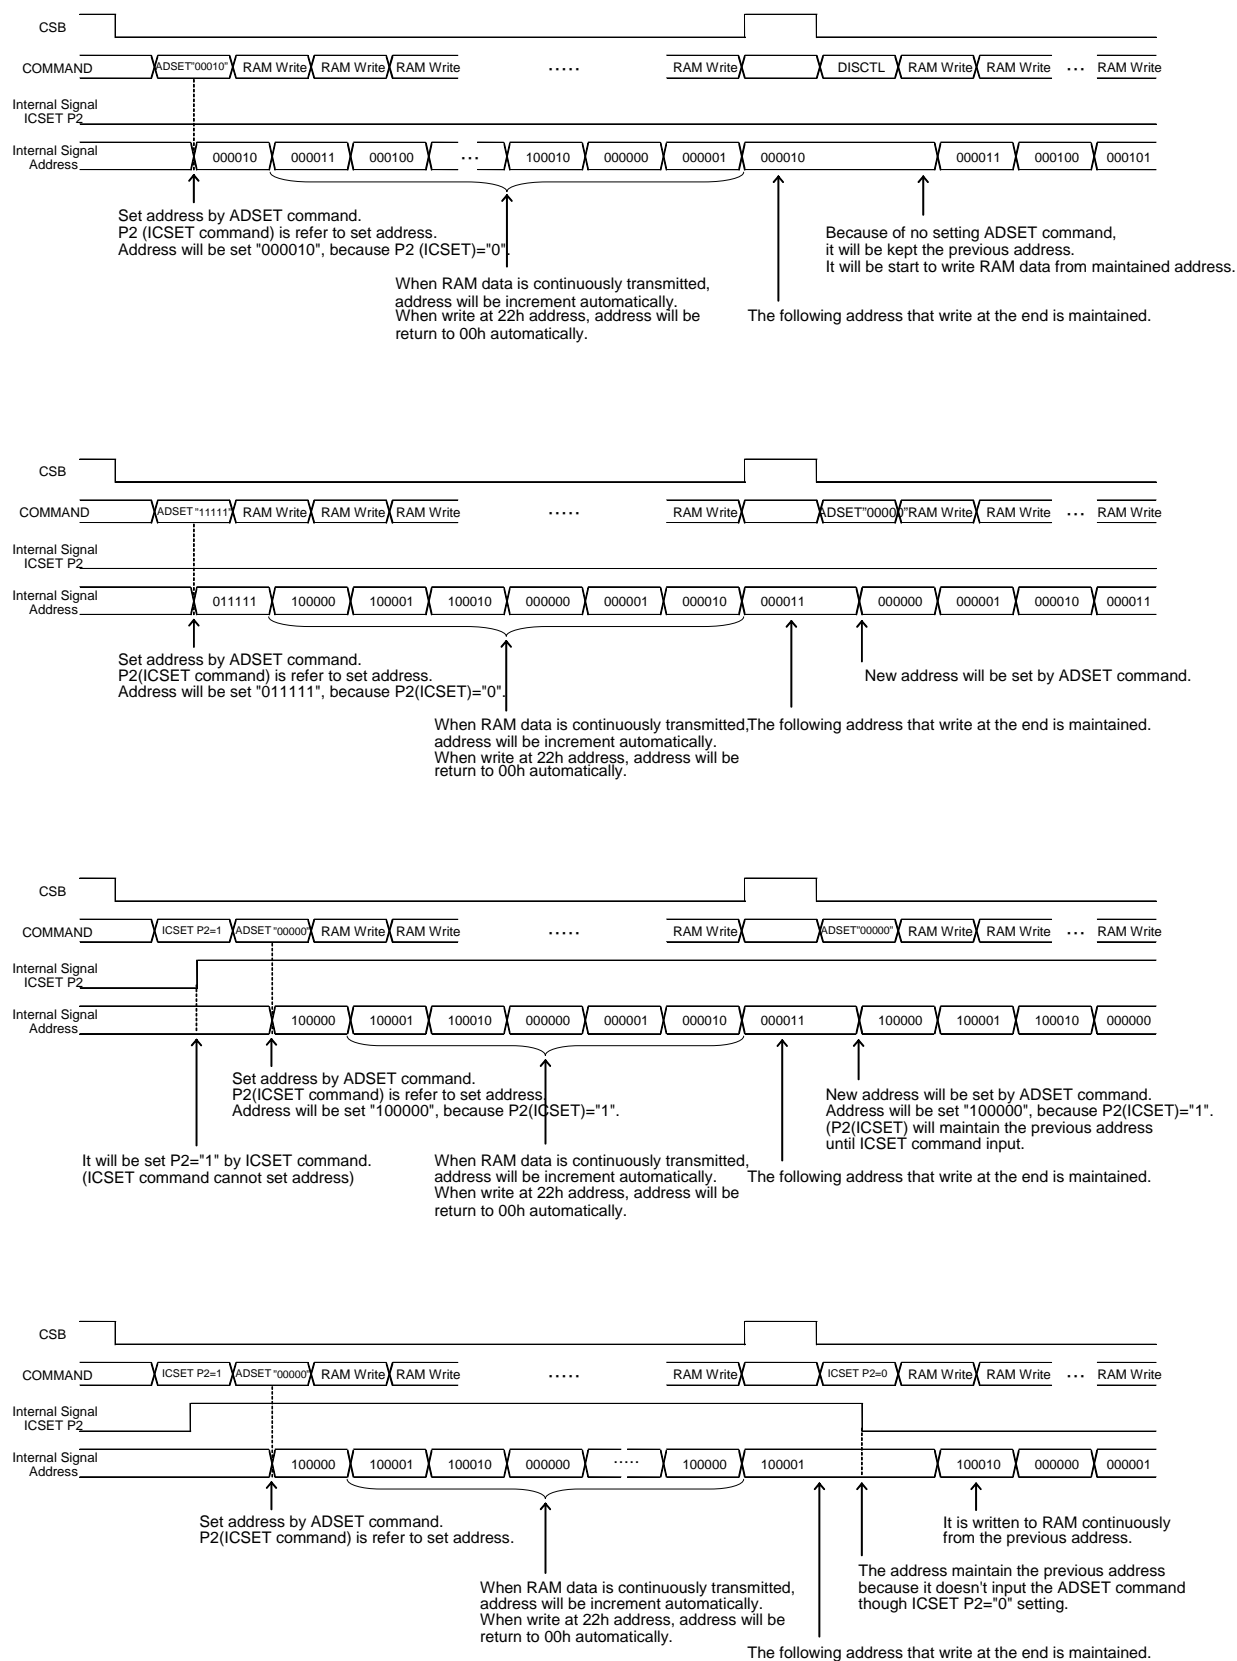 CSB
COMMAND ADSET"00010" RAM Write RAM Write RAM Write ····· RAM Write DISCTL RAM Write RAM Write ··· RAM Write
Internal Signal
ICSET P2
Internal Signal
Address 000010 000011 000100 ··· 100010 000000 000001 000010 000011 000100 000101
Set address by ADSET command.
P2 (ICSET command) is refer to set address.
Address will be set "000010", because P2 (ICSET)="0".
When RAM data is continuously transmitted,
address will be increment automatically.
When write at 22h address, address will be
return to 00h automatically.
Because of no setting ADSET command,
it will be kept the previous address.
It will be start to write RAM data from maintained address.
The following address that write at the end is maintained.
CSB
COMMAND ADSET"11111" RAM Write RAM Write RAM Write ····· RAM Write ADSET"00000" RAM Write RAM Write ··· RAM Write
Internal Signal
ICSET P2
Internal Signal
Address 011111 100000 100001 100010 000000 000001 000010 000011 000000 000001 000010 000011
Set address by ADSET command.
P2(ICSET command) is refer to set address.
Address will be set "011111", because P2(ICSET)="0".
New address will be set by ADSET command.
When RAM data is continuously transmitted,
address will be increment automatically.
When write at 22h address, address will be
return to 00h automatically.
The following address that write at the end is maintained.
CSB
COMMAND ICSET P2=1 ADSET"00000" RAM Write RAM Write ····· RAM Write ADSET"00000" RAM Write RAM Write ··· RAM Write
Internal Signal
ICSET P2
Internal Signal
Address 100000 100001 100010 000000 000001 000010 000011 100000 100001 100010 000000
Set address by ADSET command.
P2(ICSET command) is refer to set address.
Address will be set "100000", because P2(ICSET)="1".
New address will be set by ADSET command.
Address will be set "100000", because P2(ICSET)="1".
(P2(ICSET) will maintain the previous address
until ICSET command input.
It will be set P2="1" by ICSET command.
(ICSET command cannot set address)
When RAM data is continuously transmitted,
address will be increment automatically.
When write at 22h address, address will be
return to 00h automatically.
The following address that write at the end is maintained.
CSB
COMMAND ICSET P2=1 ADSET"00000" RAM Write RAM Write ····· RAM Write ICSET P2=0 RAM Write RAM Write ··· RAM Write
Internal Signal
ICSET P2
Internal Signal
Address 100000 100001 100010 000000 ····· 100000 100001 100010 000000 000001
Set address by ADSET command.
P2(ICSET command) is refer to set address.
It is written to RAM continuously
from the previous address.
When RAM data is continuously transmitted,
address will be increment automatically.
When write at 22h address, address will be
return to 00h automatically.
The address maintain the previous address
because it doesn't input the ADSET command
though ICSET P2="0" setting.
The following address that write at the end is maintained.